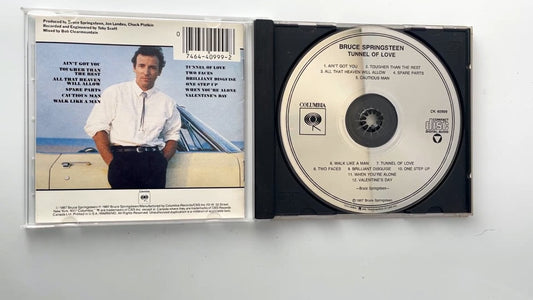 Produced by Bruce Springsteen, Jon Landau, Chuck Plotkin
Recorded and Engineered by Toby Scott
Mixed by Bob Clearmountain
0
7464-40999-2
AIN'T GOT YOU
TOUGHER THAN
THE REST
ALL THAT HEAVEN
WILL ALLOW
SPARE PARTS
CAUTIOUS MAN
WALK LIKE A MAN
TUNNEL OF LOVE
TWO FACES
BRILLIANT DISGUISE
ONE STEP UP
WHEN YOU'RE ALONE
VALENTINE'S DAY
BRUCE SPRINGSTEEN
TUNNEL OF LOVE
1. AIN'T GOT YOU 2. TOUGHER THAN THE REST
3. ALL THAT HEAVEN WILL ALLOW 4. SPARE PARTS
5. CAUTIOUS MAN
COLUMBIA
CK 40999
COMPACT
disc
6. WALK LIKE A MAN 7. TUNNEL OF LOVE
8. TWO FACES 9. BRILLIANT DISGUISE 10. ONE STEP UP
11. WHEN YOU'RE ALONE
12. VALENTINE'S DAY
—Bruce Springsteen—